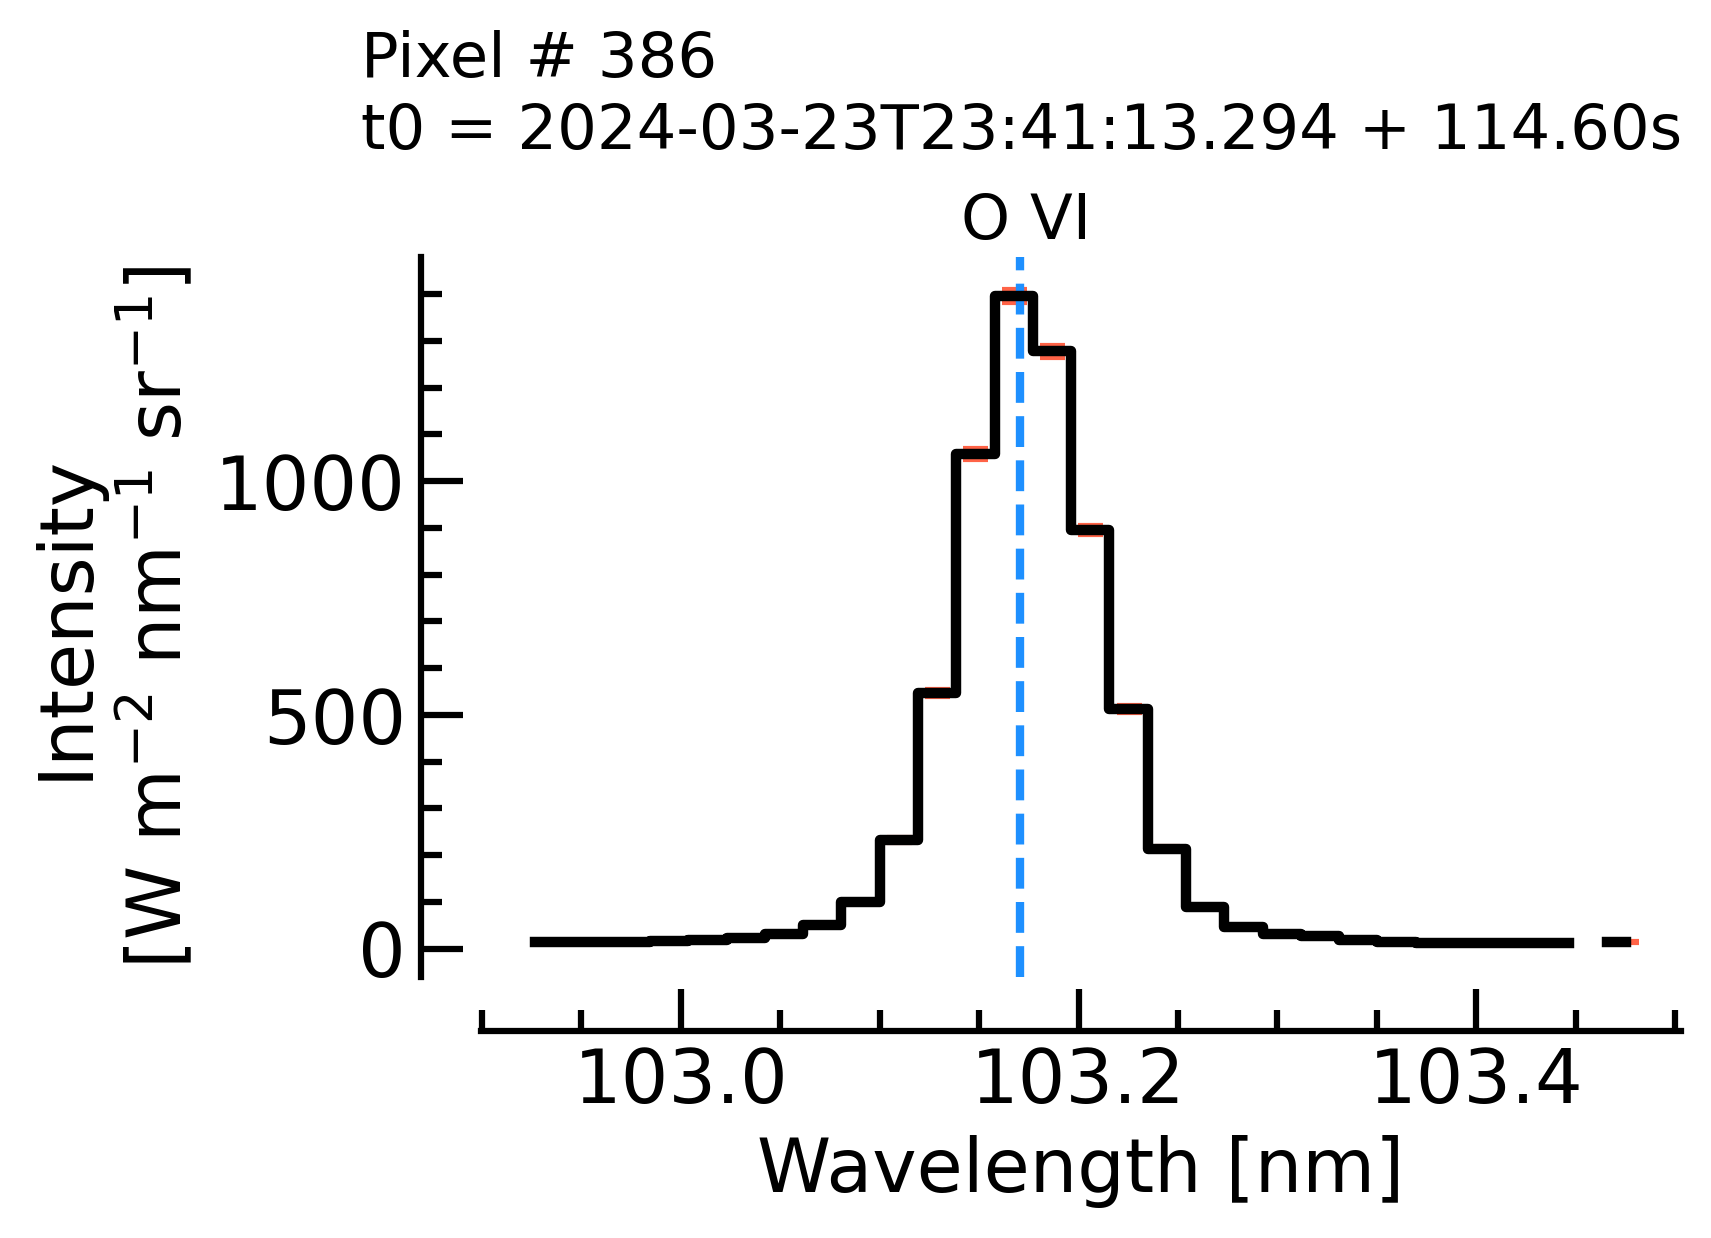 Pixel # 386
t0 = 2024-03-23T23:41:13.294 + 114.60s
O VI
Intensity
[W m⁻² nm⁻¹ sr⁻¹]
1000
500
0
103.0 103.2 103.4
Wavelength [nm]